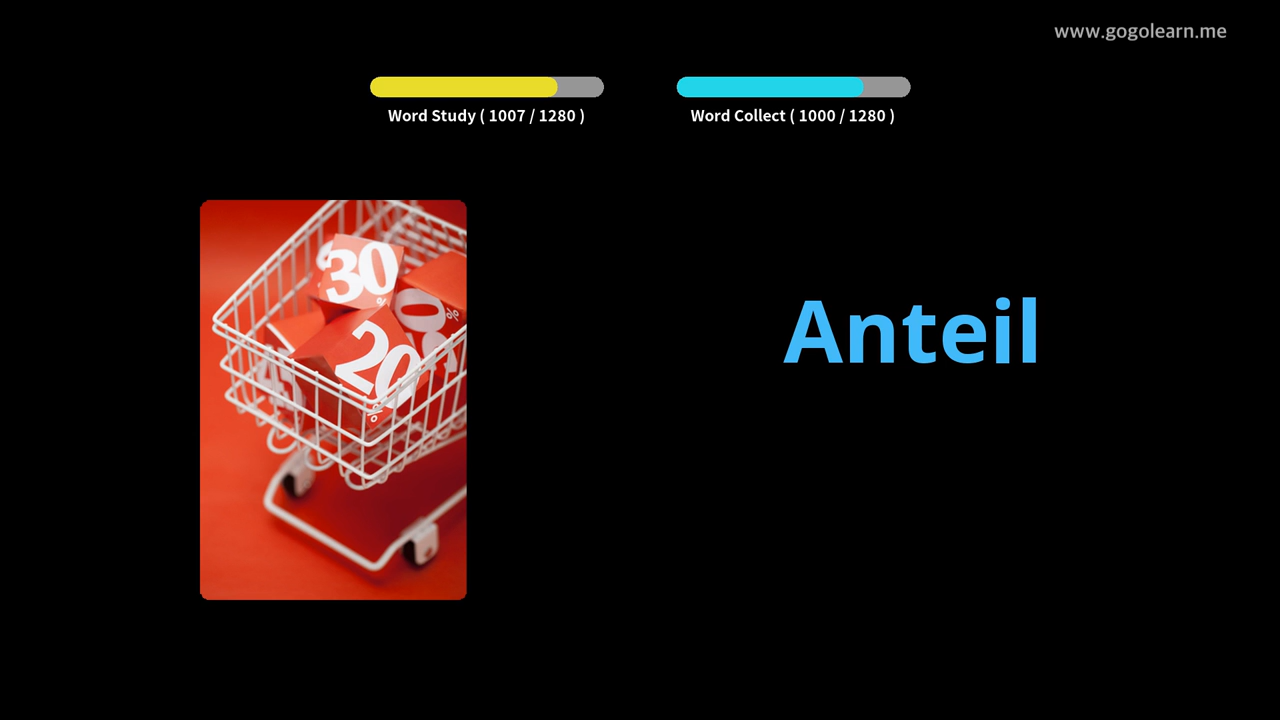 www.gogolearn.me
Word Study ( 1007 / 1280 )
Word Collect ( 1000 / 1280 )
30
%
20
%
Anteil